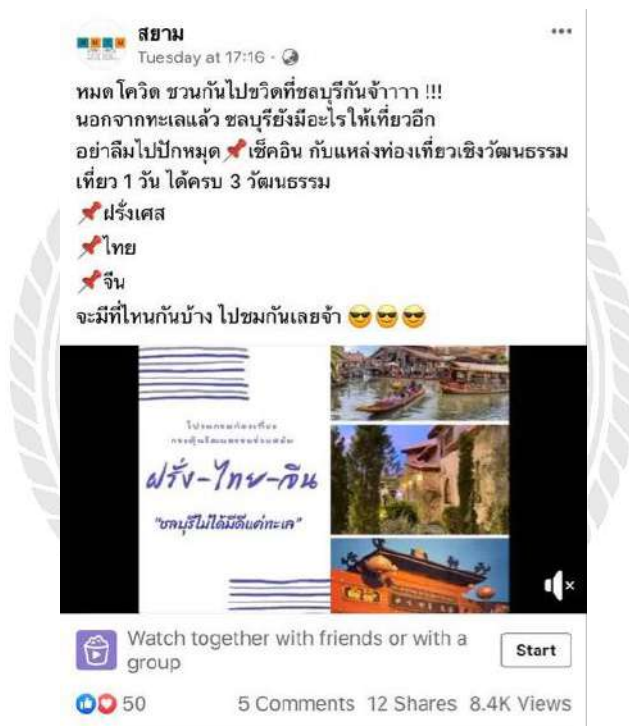 สยาม
Tuesday at 17:16
หมดโควิด ชวนกันไปขวิดที่ชลบุรีกันจ้าาาา !!!
นอกจากทะเลแล้ว ชลบุรียังมีอะไรให้เที่ยวอีก
อย่าลืมไปปักหมุด📌เช็คอิน กับแหล่งท่องเที่ยวเชิงวัฒนธรรม
เที่ยว 1 วัน ได้ครบ 3 วัฒนธรรม
📌ฝรั่งเศส
📌ไทย
📌จีน
จะมีที่ไหนกันบ้าง ไปชมกันเลยจ้า 😎😎😎
ฝรั่ง-ไทย-จีน
"ชลบุรีไม่ได้มีดีแค่ทะเล"
Watch together with friends or with a
group
Start
50
5 Comments 12 Shares 8.4K Views